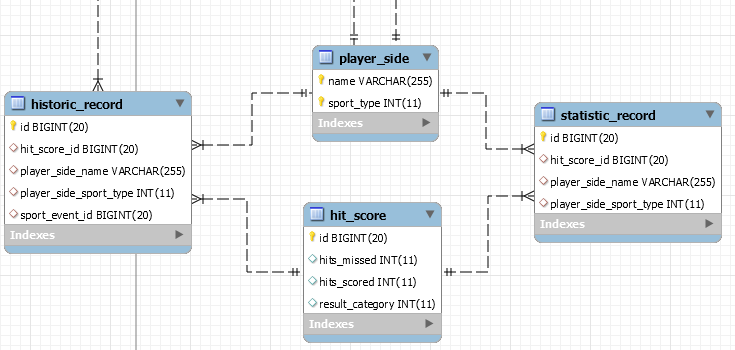 player_side
name VARCHAR(255)
sport_type INT(11)
Indexes
historic_record
id BIGINT(20)
hit_score_id BIGINT(20)
player_side_name VARCHAR(255)
player_side_sport_type INT(11)
sport_event_id BIGINT(20)
Indexes
statistic_record
id BIGINT(20)
hit_score_id BIGINT(20)
player_side_name VARCHAR(255)
player_side_sport_type INT(11)
Indexes
hit_score
id BIGINT(20)
hits_missed INT(11)
hits_scored INT(11)
result_category INT(11)
Indexes